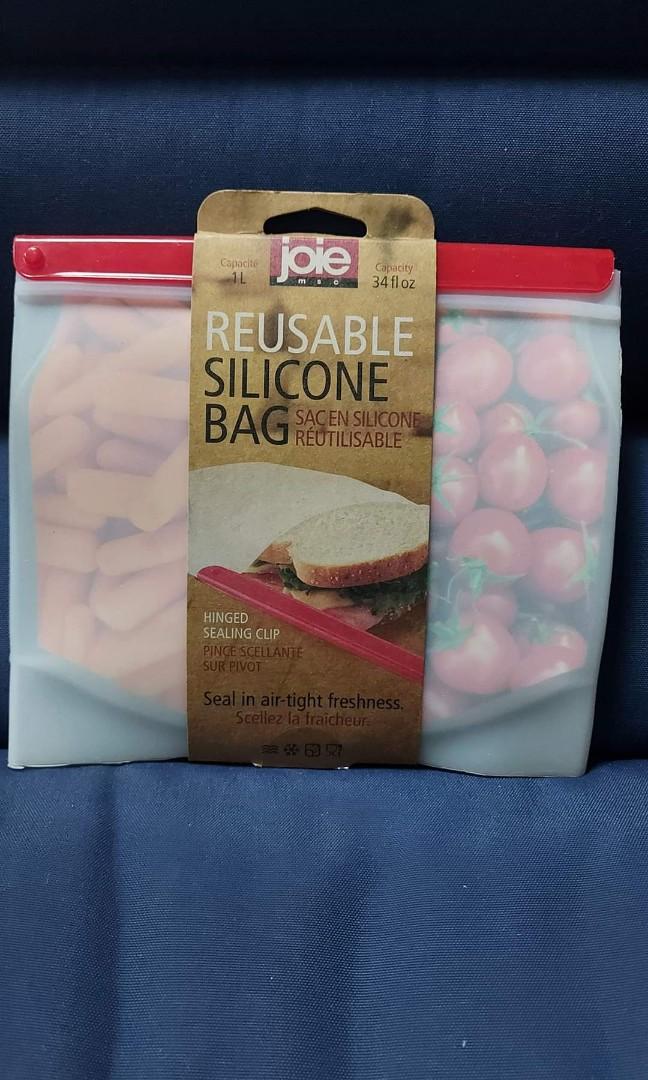 Capacité
1 L
joie
msc
Capacity
34 fl oz
REUSABLE
SILICONE
BAG
SAC EN SILICONE
RÉUTILISABLE
HINGED
SEALING CLIP
PINCE SCELLANTE
SUR PIVOT
Seal in air-tight freshness.
Scellez la fraîcheur.